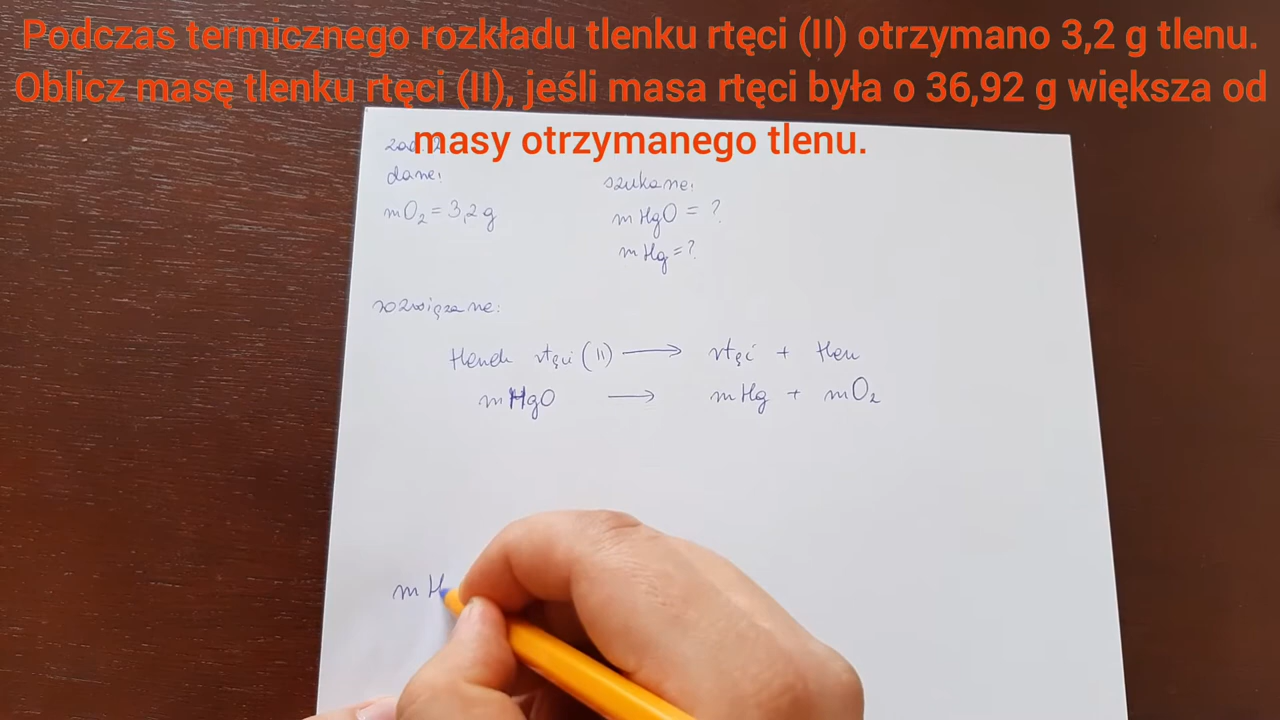 Podczas termicznego rozkładu tlenku rtęci (II) otrzymano 3,2 g tlenu.
Oblicz masę tlenku rtęci (II), jeśli masa rtęci była o 36,92 g większa od
masy otrzymanego tlenu.
dane:
mO₂ = 3,2 g
szukane:
mHgO = ?
mHg = ?
rozwiązane:
tlenek rtęci (II) → rtęć + tlen
mHgO → mHg + mO₂
mH